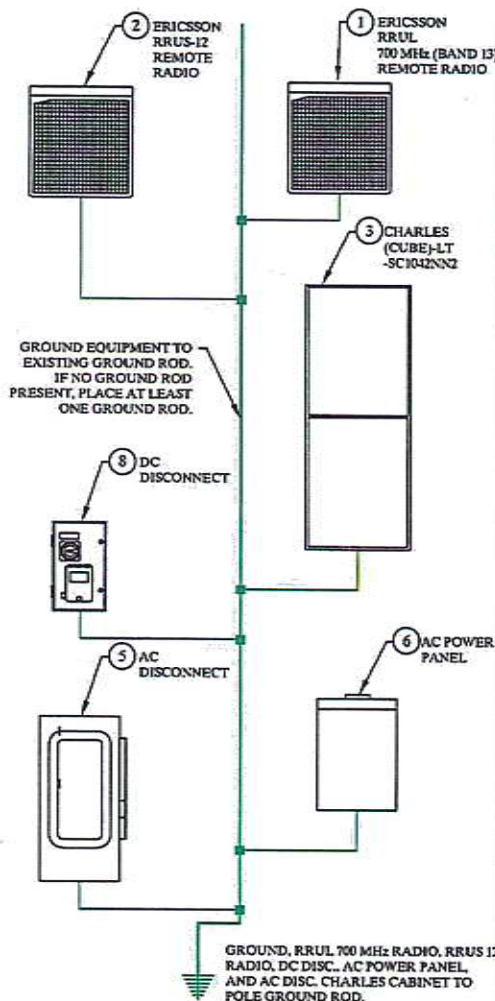 2 ERICSSON
RRUS-12
REMOTE
RADIO
1 ERICSSON
RRUL
700 MHz (BAND 13)
REMOTE RADIO
3 CHARLES
(CUBE)-LT
-SC1042NN2
GROUND EQUIPMENT TO
EXISTING GROUND ROD.
IF NO GROUND ROD
PRESENT, PLACE AT LEAST
ONE GROUND ROD.
8 DC
DISCONNECT
5 AC
DISCONNECT
6 AC POWER
PANEL
GROUND, RRUL 700 MHz RADIO, RRUS 12
RADIO, DC DISC., AC POWER PANEL,
AND AC DISC. CHARLES CABINET TO
POLE GROUND ROD.